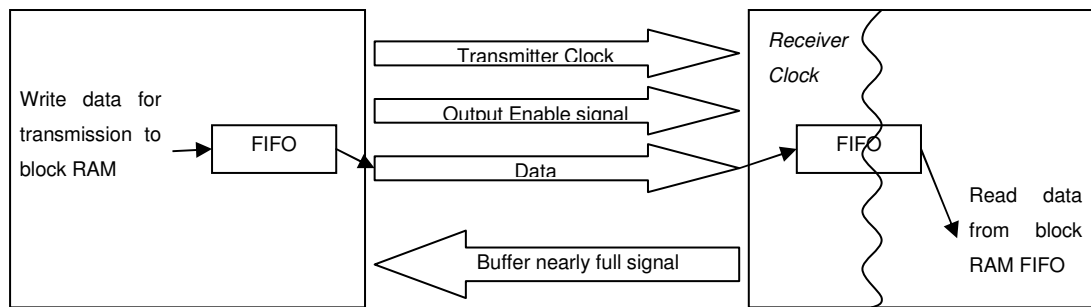 Write data for
transmission to
block RAM
FIFO
Transmitter Clock
Output Enable signal
Data
Buffer nearly full signal
Receiver
Clock
FIFO
Read data
from block
RAM FIFO